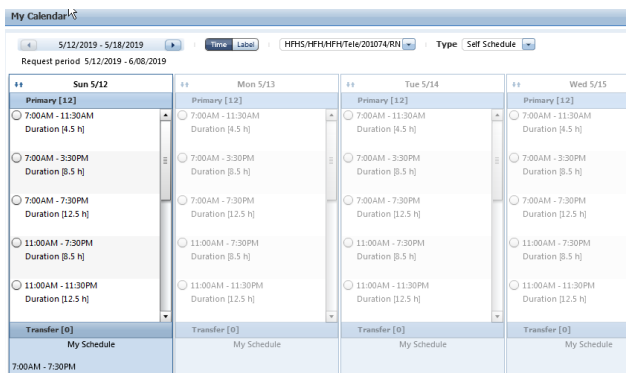 My Calendar
5/12/2019 - 5/18/2019 Time Label HFHS/HFH/HFH/Tele/201074/RN Type Self Schedule
Request period 5/12/2019 - 6/08/2019
Sun 5/12
Primary [12]
7:00AM - 11:30AM
Duration [4.5 h]
7:00AM - 3:30PM
Duration [8.5 h]
7:00AM - 7:30PM
Duration [12.5 h]
11:00AM - 7:30PM
Duration [8.5 h]
11:00AM - 11:30PM
Duration [12.5 h]
Transfer [0]
My Schedule
7:00AM - 7:30PM
Mon 5/13
Primary [12]
7:00AM - 11:30AM
Duration [4.5 h]
7:00AM - 3:30PM
Duration [8.5 h]
7:00AM - 7:30PM
Duration [12.5 h]
11:00AM - 7:30PM
Duration [8.5 h]
11:00AM - 11:30PM
Duration [12.5 h]
Transfer [0]
My Schedule
Tue 5/14
Primary [12]
7:00AM - 11:30AM
Duration [4.5 h]
7:00AM - 3:30PM
Duration [8.5 h]
7:00AM - 7:30PM
Duration [12.5 h]
11:00AM - 7:30PM
Duration [8.5 h]
11:00AM - 11:30PM
Duration [12.5 h]
Transfer [0]
My Schedule
Wed 5/15
Primary [12]
7:00AM - 11:30AM
Duration [4.5 h]
7:00AM - 3:30PM
Duration [8.5 h]
7:00AM - 7:30PM
Duration [12.5 h]
11:00AM - 7:30PM
Duration [8.5 h]
11:00AM - 11:30PM
Duration [12.5 h]
Transfer [0]
My Schedule